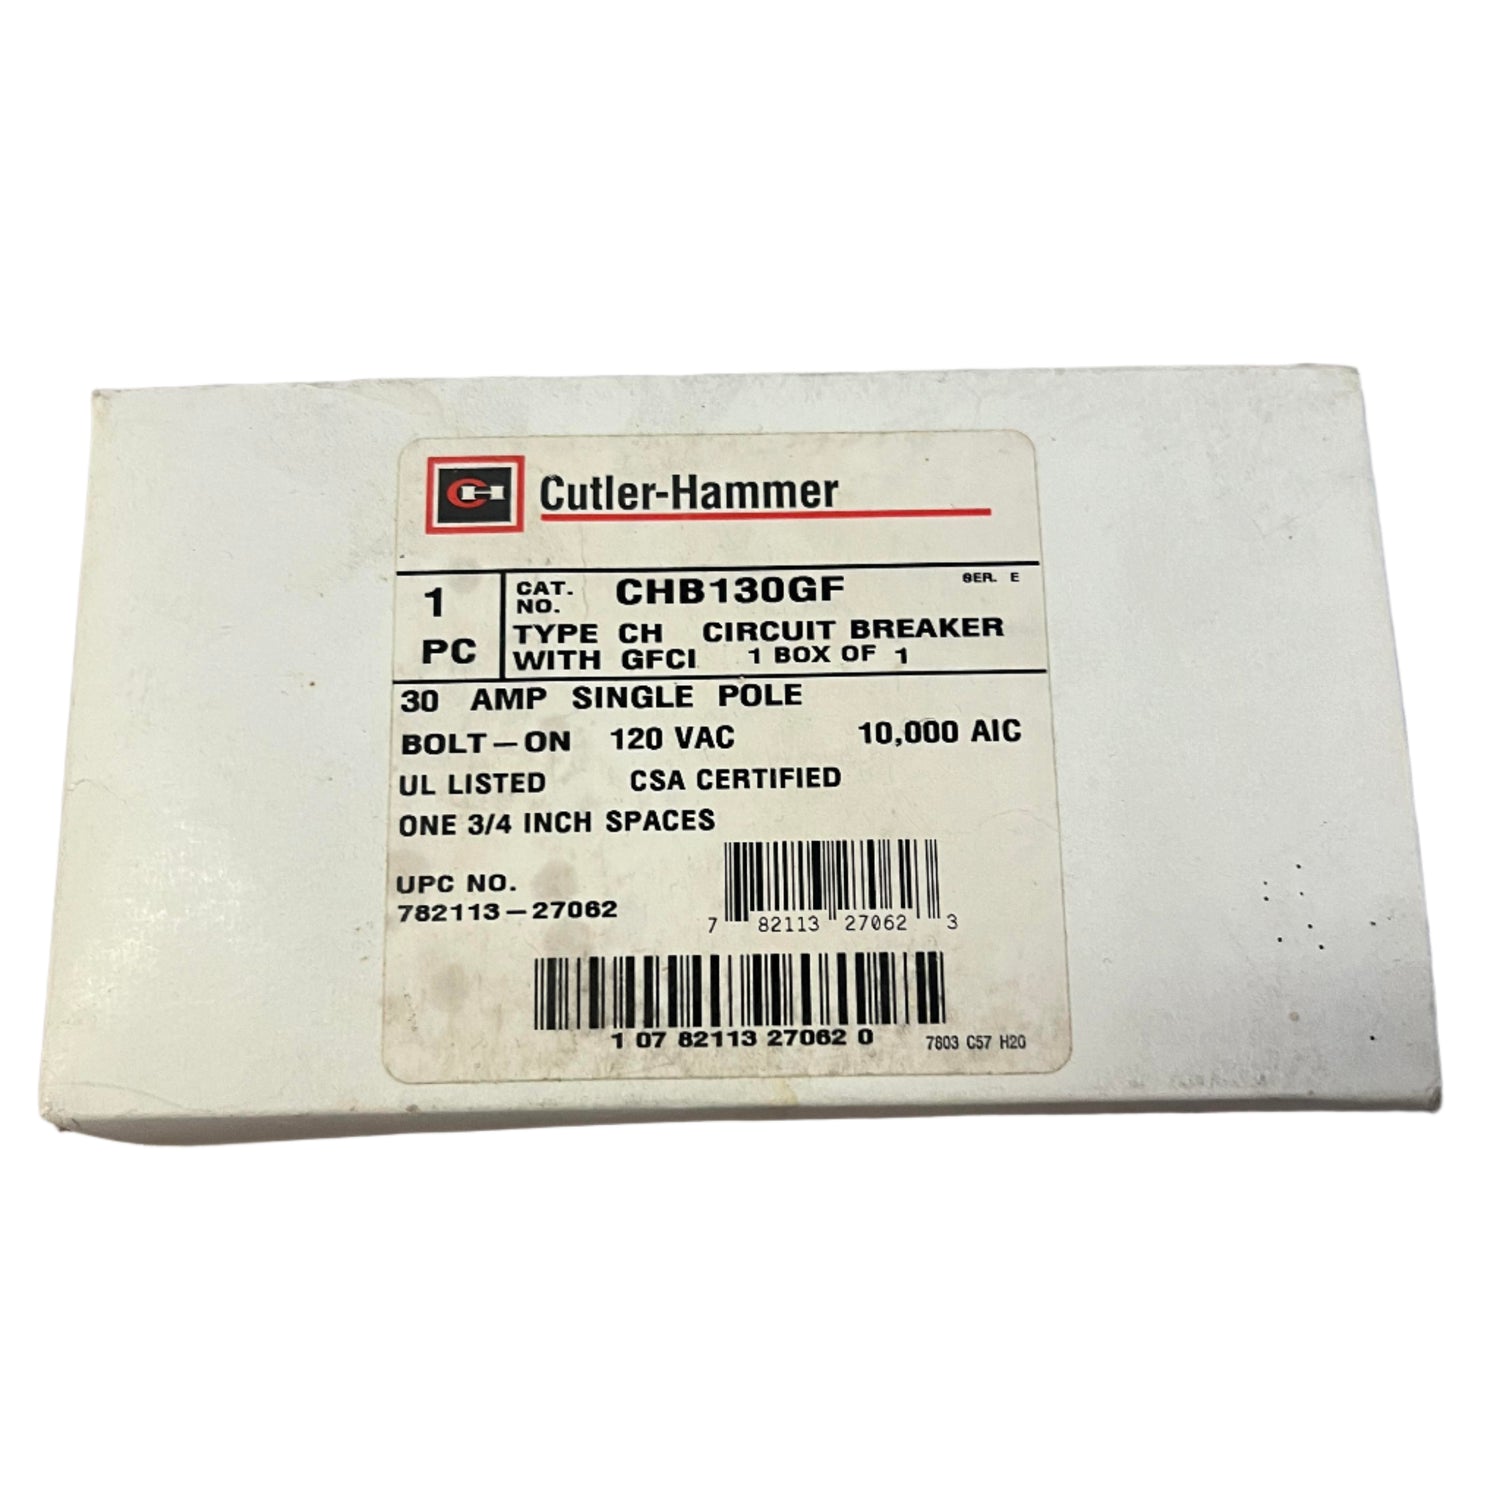 CH Cutler-Hammer
1 PC
CAT. NO. CHB130GF SER. E
TYPE CH CIRCUIT BREAKER
WITH GFCI 1 BOX OF 1
30 AMP SINGLE POLE
BOLT-ON 120 VAC 10,000 AIC
UL LISTED CSA CERTIFIED
ONE 3/4 INCH SPACES
UPC NO.
782113-27062
7 82113 27062 3
1 07 82113 27062 0
7803 C57 H20